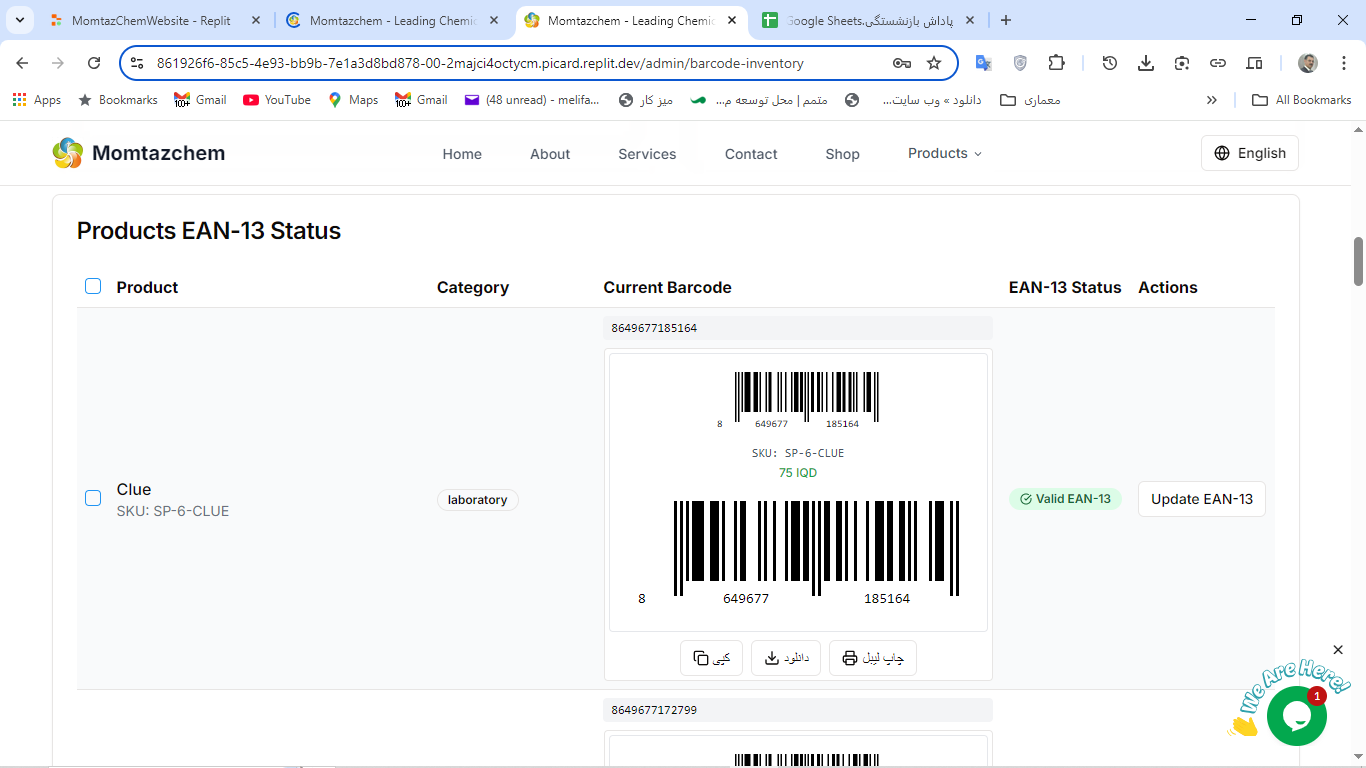 MomtazChemWebsite - Replit
Momtazchem - Leading Chemic
Momtazchem - Leading Chemic
پاداش بازنشستگی.Google Sheets
861926f6-85c5-4e93-bb9b-7e1a3d8bd878-00-2majci4octycm.picard.replit.dev/admin/barcode-inventory
Apps
Bookmarks
Gmail
YouTube
Maps
Gmail
(48 unread) - melifa...
میز کار
متمم | محل توسعه م...
دانلود » وب سایت...
معماری
»
All Bookmarks
Momtazchem
Home
About
Services
Contact
Shop
Products
English
Products EAN-13 Status
Product
Category
Current Barcode
EAN-13 Status
Actions
8649677185164
8 649677 185164
SKU: SP-6-CLUE
75 IQD
Clue
SKU: SP-6-CLUE
laboratory
Valid EAN-13
Update EAN-13
8 649677 185164
کپی
دانلود
چاپ لیبل
We Are Here!
1
8649677172799